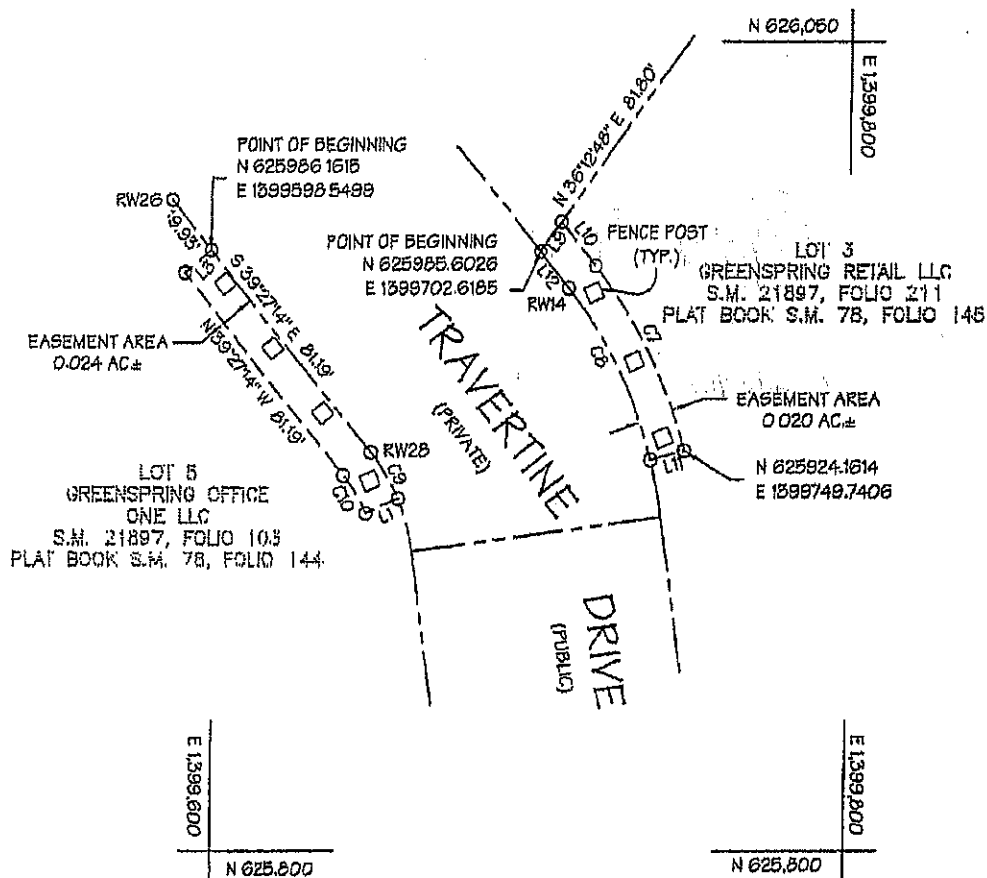 N 626,050
E 1,399,800
N 36°12'48" E 81.80'
POINT OF BEGINNING
N 625986.1615
E 1399598.5499
RW26
19.93'
L13
S 39°27'14" E 81.19'
POINT OF BEGINNING
N 625985.6026
E 1399702.6185
L9
L10
L12
RW14
FENCE POST
(TYP.)
LOT 3
GREENSPRING RETAIL LLC
S.M. 21897, FOLIO 211
PLAT BOOK S.M. 78, FOLIO 145
EASEMENT AREA
0.024 AC.±
N 39°27'14" W 81.19'
C8
C7
EASEMENT AREA
0.020 AC.±
L11
N 625924.1614
E 1399749.7406
TRAVERTINE
(PRIVATE)
RW28
C9
C10
LOT 5
GREENSPRING OFFICE
ONE LLC
S.M. 21897, FOLIO 103
PLAT BOOK S.M. 78, FOLIO 144
DRIVE
(PUBLIC)
E 1,399,600
N 625,800
E 1,399,800
N 625,800